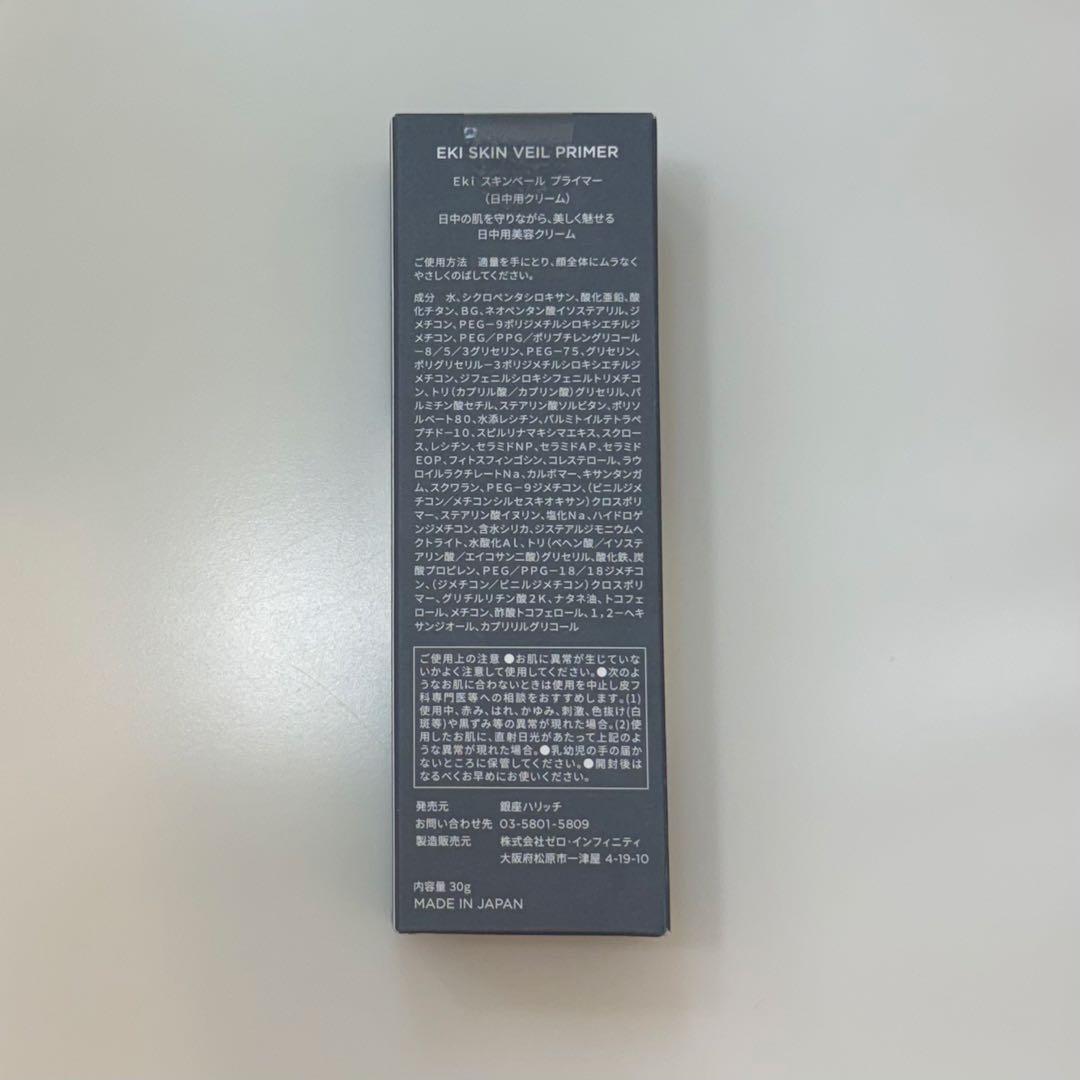 EKI SKIN VEIL PRIMER
Eki スキンベール プライマー
(日中用クリーム)
日中の肌を守りながら、美しく魅せる
日中用美容クリーム
ご使用方法 適量を手にとり、顔全体にムラなく
やさしくのばしてください。
成分 水、シクロペンタシロキサン、酸化亜鉛、酸
化チタン、BG、ネオペンタン酸イソステアリル、ジ
メチコン、PEG-9ポリジメチルシロキシエチルジ
メチコン、PEG/PPG/ポリブチレングリコール
-8/5/3グリセリン、PEG-75、グリセリン、
ポリグリセリル-3ポリジメチルシロキシエチルジ
メチコン、ジフェニルシロキシフェニルトリメチコ
ン、トリ(カプリル酸/カプリン酸)グリセリル、パ
ルミチン酸セチル、ステアリン酸ソルビタン、ポリソ
ルベート80、水添レシチン、パルミトイルテトラペ
プチド-10、スピルリナマキシマエキス、スクロー
ス、レシチン、セラミドNP、セラミドAP、セラミド
EOP、フィトスフィンゴシン、コレステロール、ラウ
ロイルラクチレートNa、カルボマー、キサンタンガ
ム、スクワラン、PEG-9ジメチコン、(ビニルジメ
チコン/メチコンシルセスキオキサン)クロスポリ
マー、ステアリン酸イヌリン、塩化Na、ハイドロゲ
ンジメチコン、含水シリカ、ジステアルジモニウムヘ
クトライト、水酸化Al、トリ(ベヘン酸/イソステ
アリン酸/エイコサン二酸)グリセリル、酸化鉄、炭
酸プロピレン、PEG/PPG-18/18ジメチコ
ン、(ジメチコン/ビニルジメチコン)クロスポリ
マー、グリチルリチン酸2K、ナタネ油、トコフェ
ロール、メチコン、酢酸トコフェロール、1,2-ヘキ
サンジオール、カプリリルグリコール
ご使用上の注意 ●お肌に異常が生じていな
いかよく注意して使用してください。●次のよ
うなお肌に合わないときは使用を中止し皮フ
科専門医等への相談をおすすめします。(1)
使用中、赤み、はれ、かゆみ、刺激、色抜け(白
斑等)や黒ずみ等の異常が現れた場合。(2)使
用したお肌に、直射日光があたって上記のよ
うな異常が現れた場合。●乳幼児の手の届か
ないところに保管してください。●開封後は
なるべくお早めにお使いください。
発売元 銀座ハリッチ
お問い合わせ先 03-5801-5809
製造販売元 株式会社ゼロ・インフィニティ
大阪府松原市一津屋 4-19-10
内容量 30g
MADE IN JAPAN